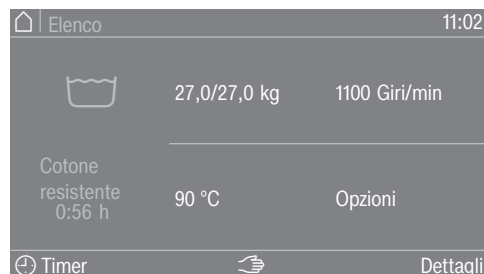 Elenco 11:02
27,0/27,0 kg 1100 Giri/min
Cotone
resistente
0:56 h
90 °C Opzioni
Timer Dettagli